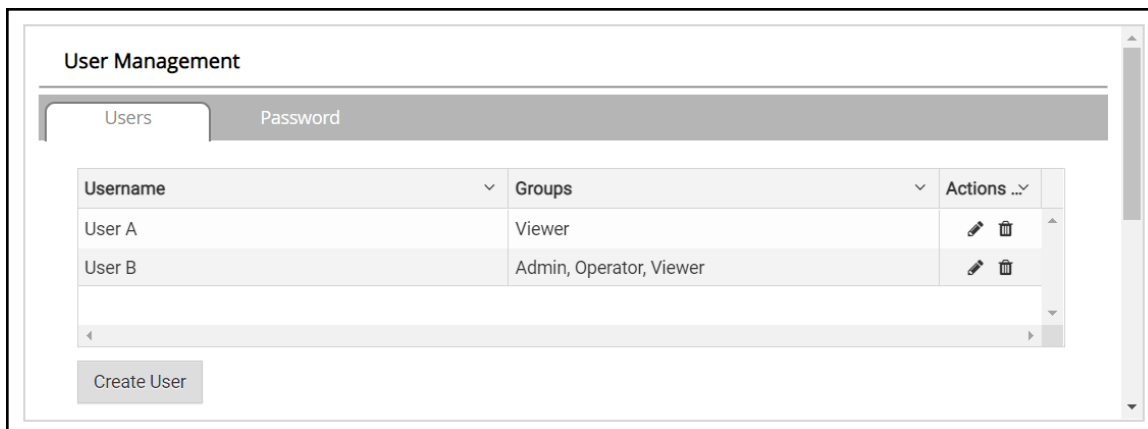 User Management
Users Password
Username Groups Actions ...
User A Viewer
User B Admin, Operator, Viewer
Create User